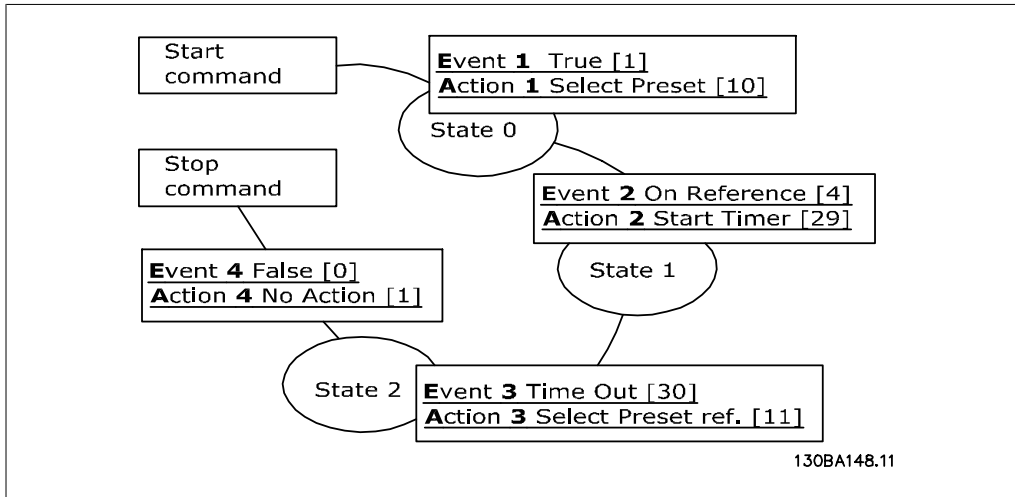 Start
command
Event 1 True [1]
Action 1 Select Preset [10]
State 0
Stop
command
Event 2 On Reference [4]
Action 2 Start Timer [29]
State 1
Event 4 False [0]
Action 4 No Action [1]
State 2
Event 3 Time Out [30]
Action 3 Select Preset ref. [11]
130BA148.11